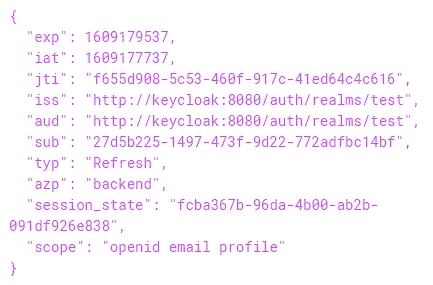 {
  "exp": 1609179537,
  "iat": 1609177737,
  "jti": "f655d908-5c53-460f-917c-41ed64c4c616",
  "iss": "http://keycloak:8080/auth/realms/test",
  "aud": "http://keycloak:8080/auth/realms/test",
  "sub": "27d5b225-1497-473f-9d22-772adfbc14bf",
  "typ": "Refresh",
  "azp": "backend",
  "session_state": "fcba367b-96da-4b00-ab2b-
091df926e838",
  "scope": "openid email profile"
}